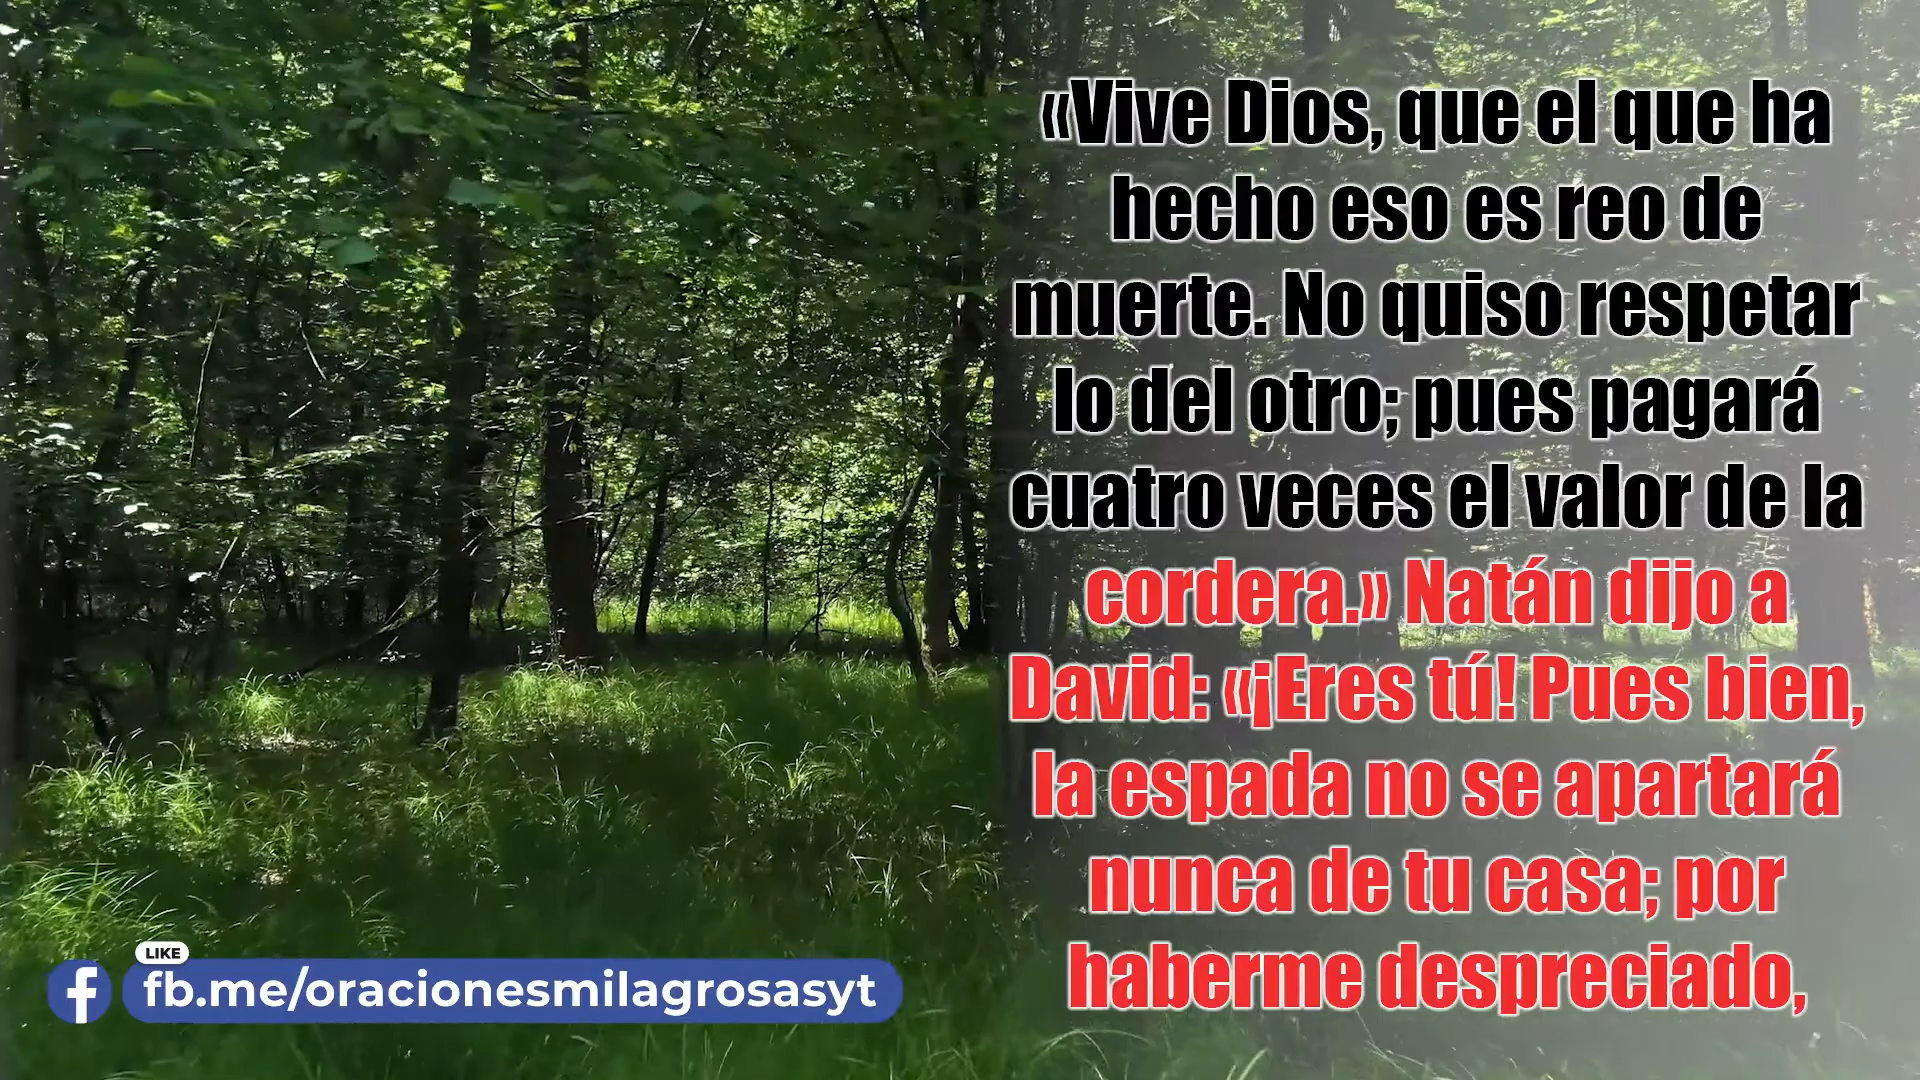 «Vive Dios, que el que ha
hecho eso es reo de
muerte. No quiso respetar
lo del otro; pues pagará
cuatro veces el valor de la
cordera.» Natán dijo a
David: «¡Eres tú! Pues bien,
la espada no se apartará
nunca de tu casa; por
haberme despreciado,
LIKE
fb.me/oracionesmilagrosasyt